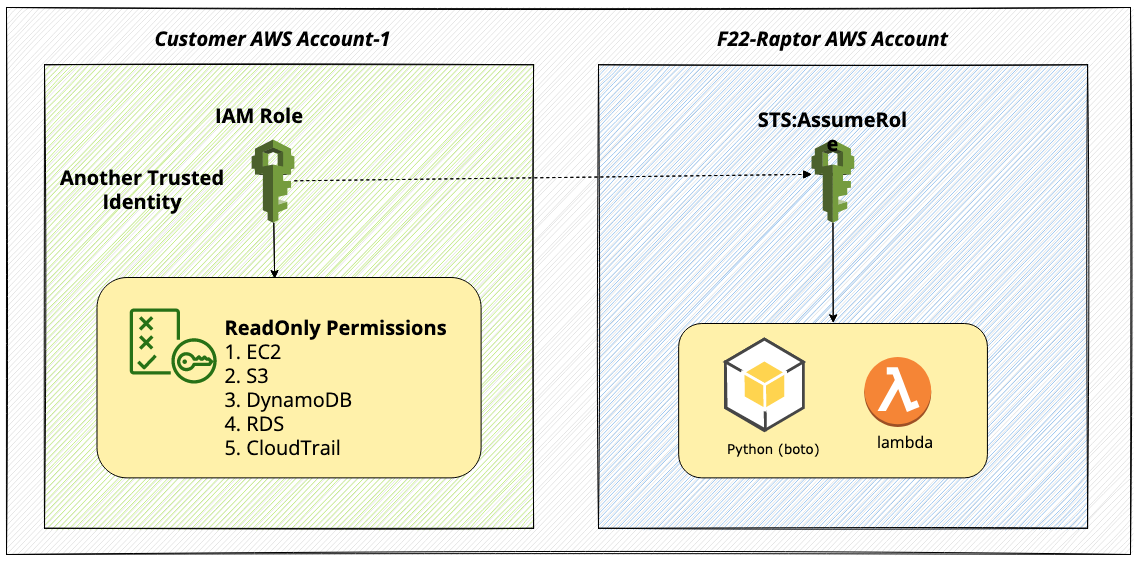 Customer AWS Account-1
F22-Raptor AWS Account
IAM Role
Another Trusted
Identity
ReadOnly Permissions
1. EC2
2. S3
3. DynamoDB
4. RDS
5. CloudTrail
STS:AssumeRol
e
Python (boto)
lambda